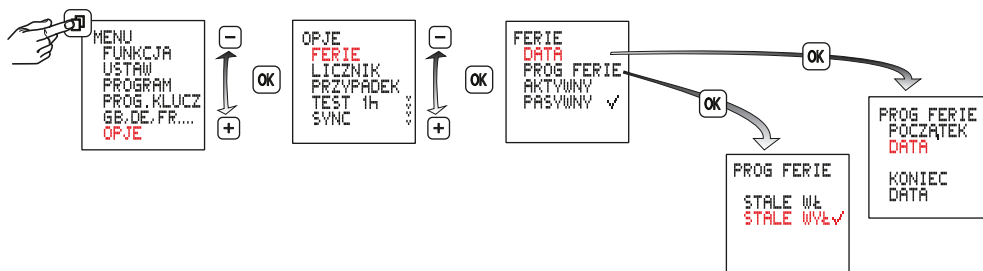 MENU
FUNKCJA
USTAW
PROGRAM
PROG.KLUCZ
GB,DE,FR....
OPJE
−
OK
+
OPJE
FERIE
LICZNIK
PRZYPADEK
TEST 1h
SYNC
−
OK
+
FERIE
DATA
PROG FERIE
AKTYWNY
PASYWNY ✓
OK
OK
PROG FERIE
STALE WŁ
STALE WYŁ✓
PROG FERIE
POCZĄTEK
DATA
KONIEC
DATA